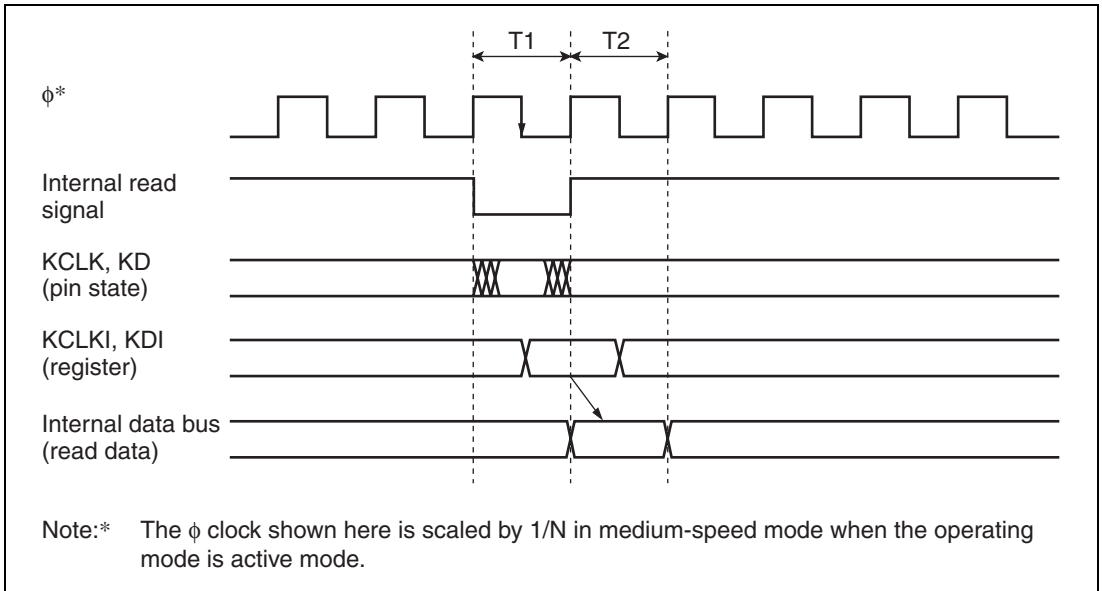 T1 T2
ϕ*
Internal read
signal
KCLK, KD
(pin state)
KCLKI, KDI
(register)
Internal data bus
(read data)
Note:* The ϕ clock shown here is scaled by 1/N in medium-speed mode when the operating
mode is active mode.